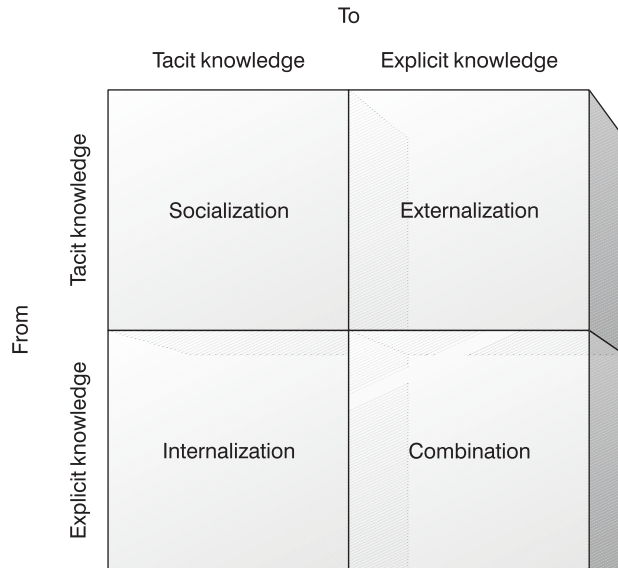 To
Tacit knowledge
Explicit knowledge
From
Tacit knowledge
Socialization
Externalization
Explicit knowledge
Internalization
Combination